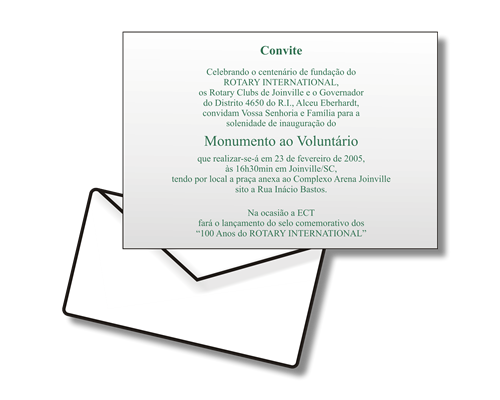 Convite
Celebrando o centenário de fundação do
ROTARY INTERNATIONAL,
os Rotary Clubs de Joinville e o Governador
do Distrito 4650 do R.I., Alceu Eberhardt,
convidam Vossa Senhoria e Família para a
solenidade de inauguração do
Monumento ao Voluntário
que realizar-se-á em 23 de fevereiro de 2005,
às 16h30min em Joinville/SC,
tendo por local a praça anexa ao Complexo Arena Joinville
sito a Rua Inácio Bastos.
Na ocasião a ECT
fará o lançamento do selo comemorativo dos
“100 Anos do ROTARY INTERNATIONAL”